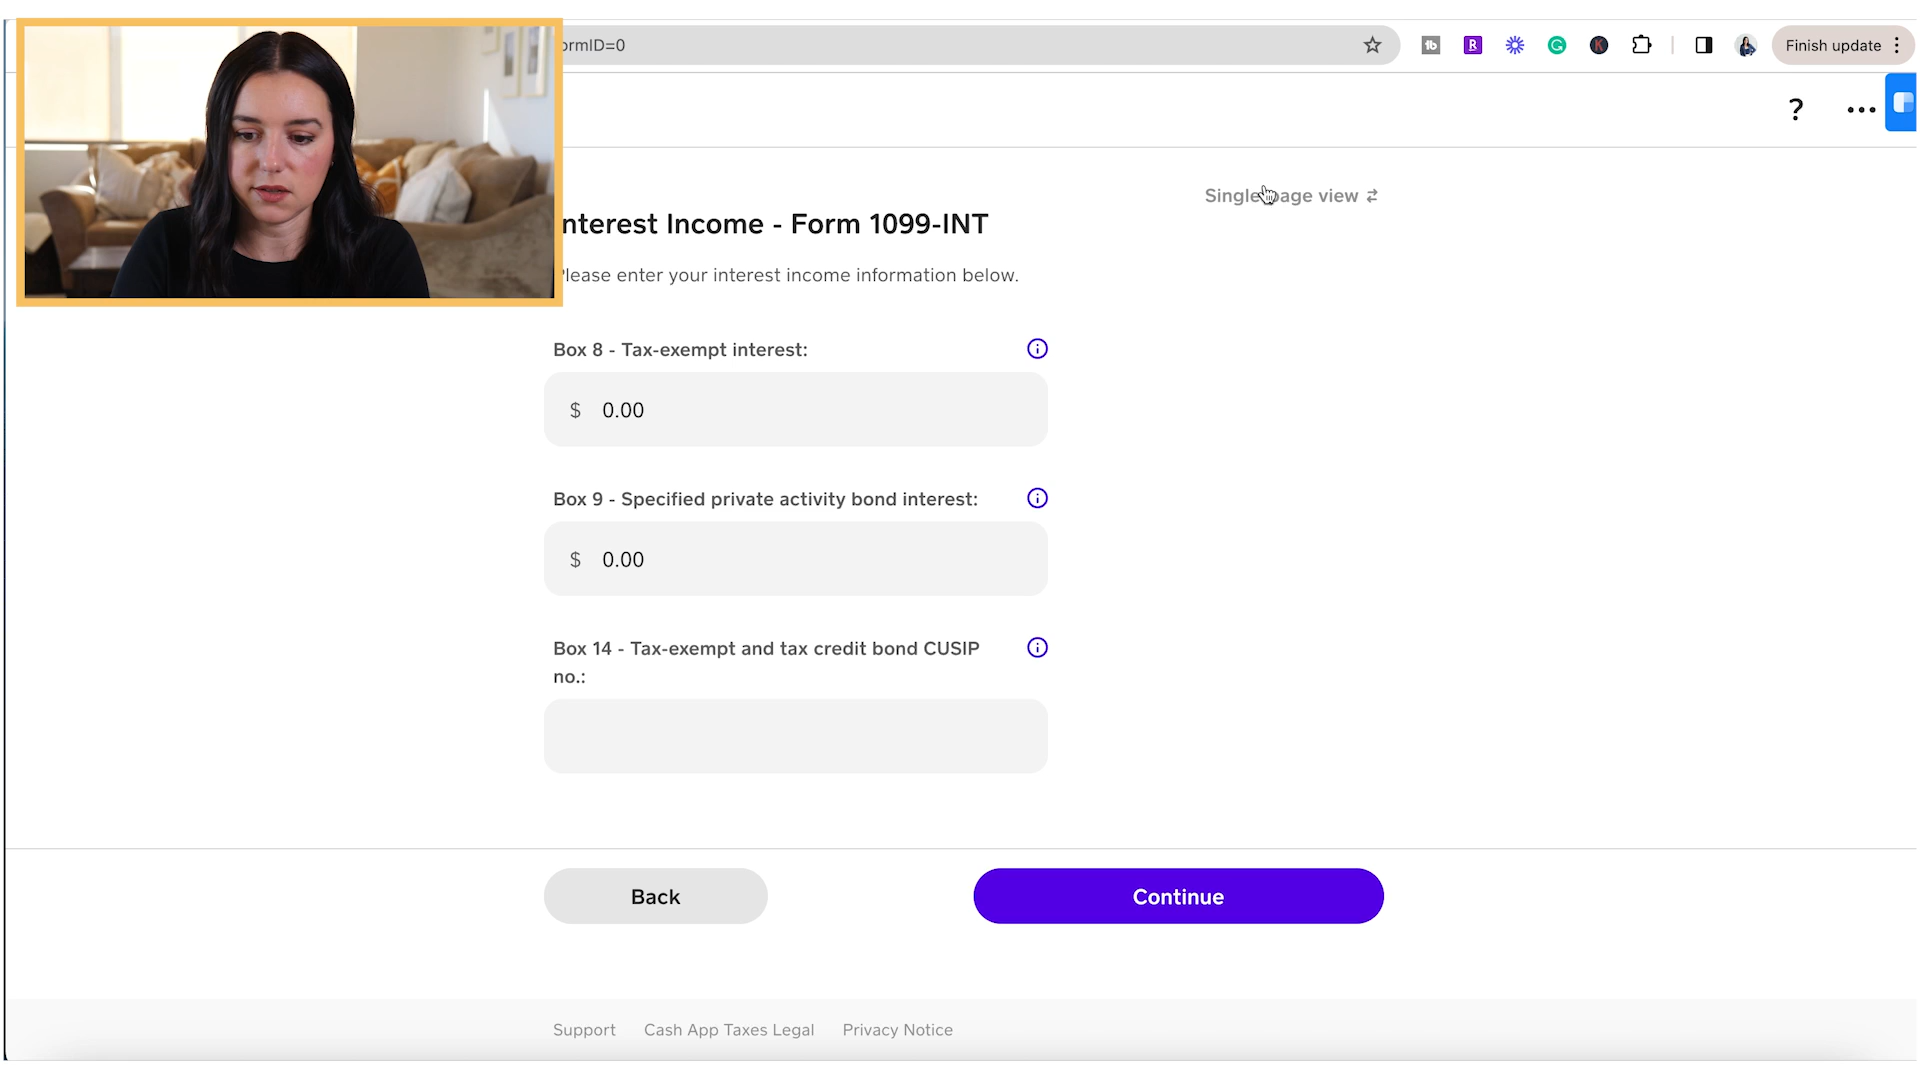 ormID=0
Finish update
?
Single page view
nterest Income - Form 1099-INT
lease enter your interest income information below.
Box 8 - Tax-exempt interest:
$ 0.00
Box 9 - Specified private activity bond interest:
$ 0.00
Box 14 - Tax-exempt and tax credit bond CUSIP
no.:
Back
Continue
Support Cash App Taxes Legal Privacy Notice